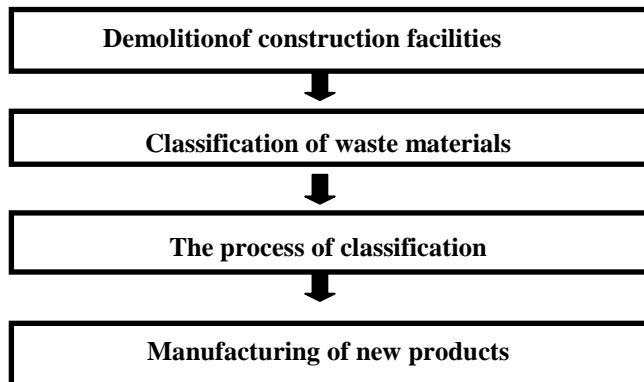 Demolitionof construction facilities
Classification of waste materials
The process of classification
Manufacturing of new products